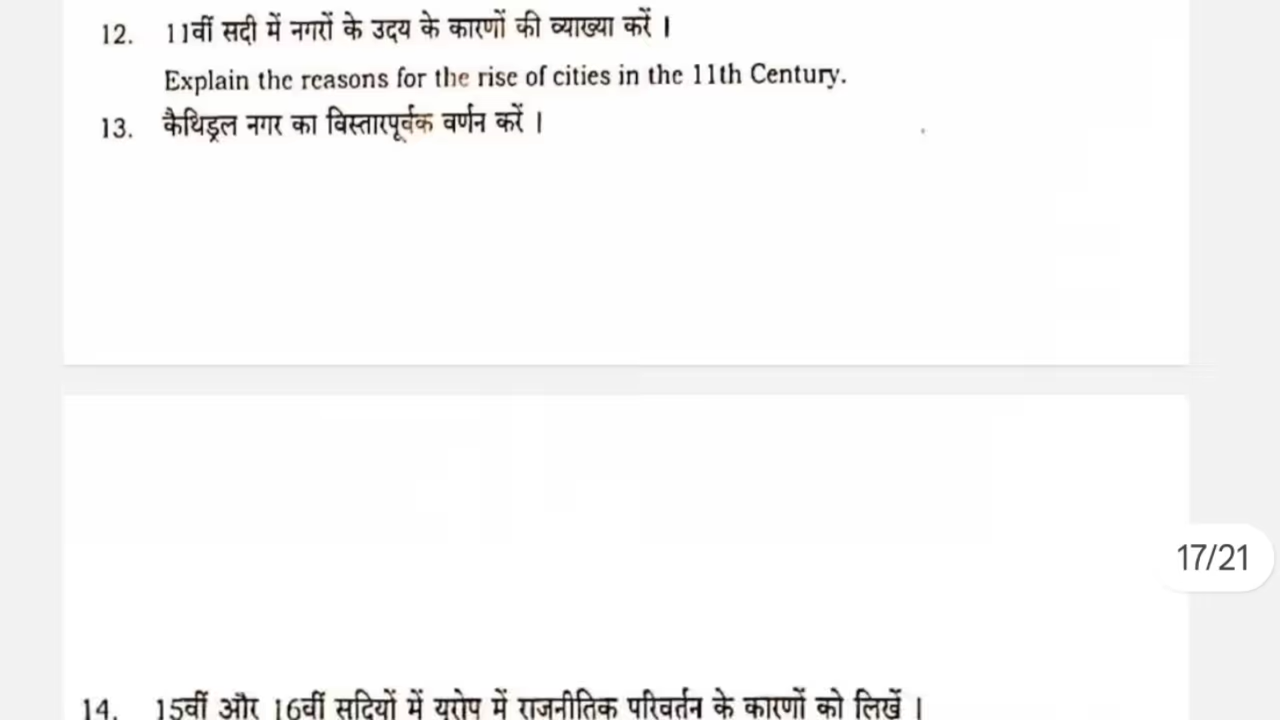 12. 11वीं सदी में नगरों के उदय के कारणों की व्याख्या करें ।
Explain the reasons for the rise of cities in the 11th Century.
13. कैथिड्रल नगर का विस्तारपूर्वक वर्णन करें ।
17/21
14. 15वीं और 16वीं सदियों में यूरोप में राजनीतिक परिवर्तन के कारणों को लिखें ।